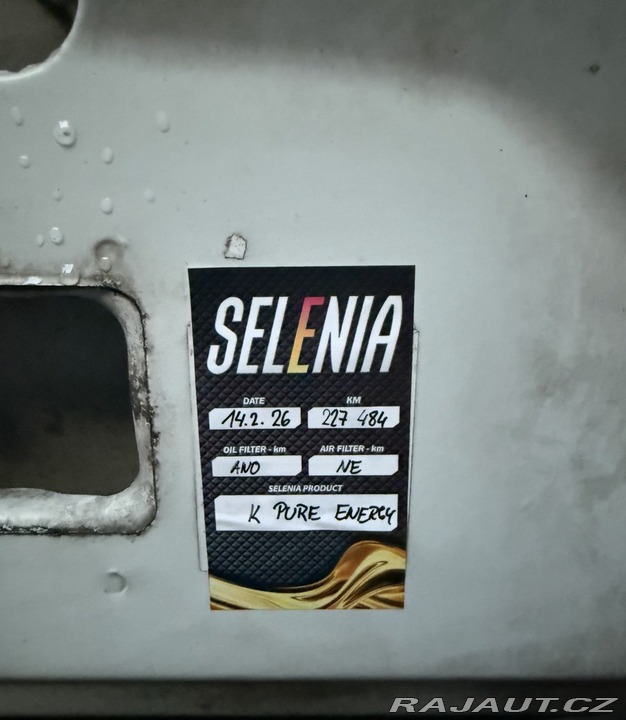 SELENIA
DATE KM
14.2.26 227 484
OIL FILTER - km AIR FILTER - km
ANO NE
SELENIA PRODUCT
K PURE ENERGY
RAJAUT.CZ